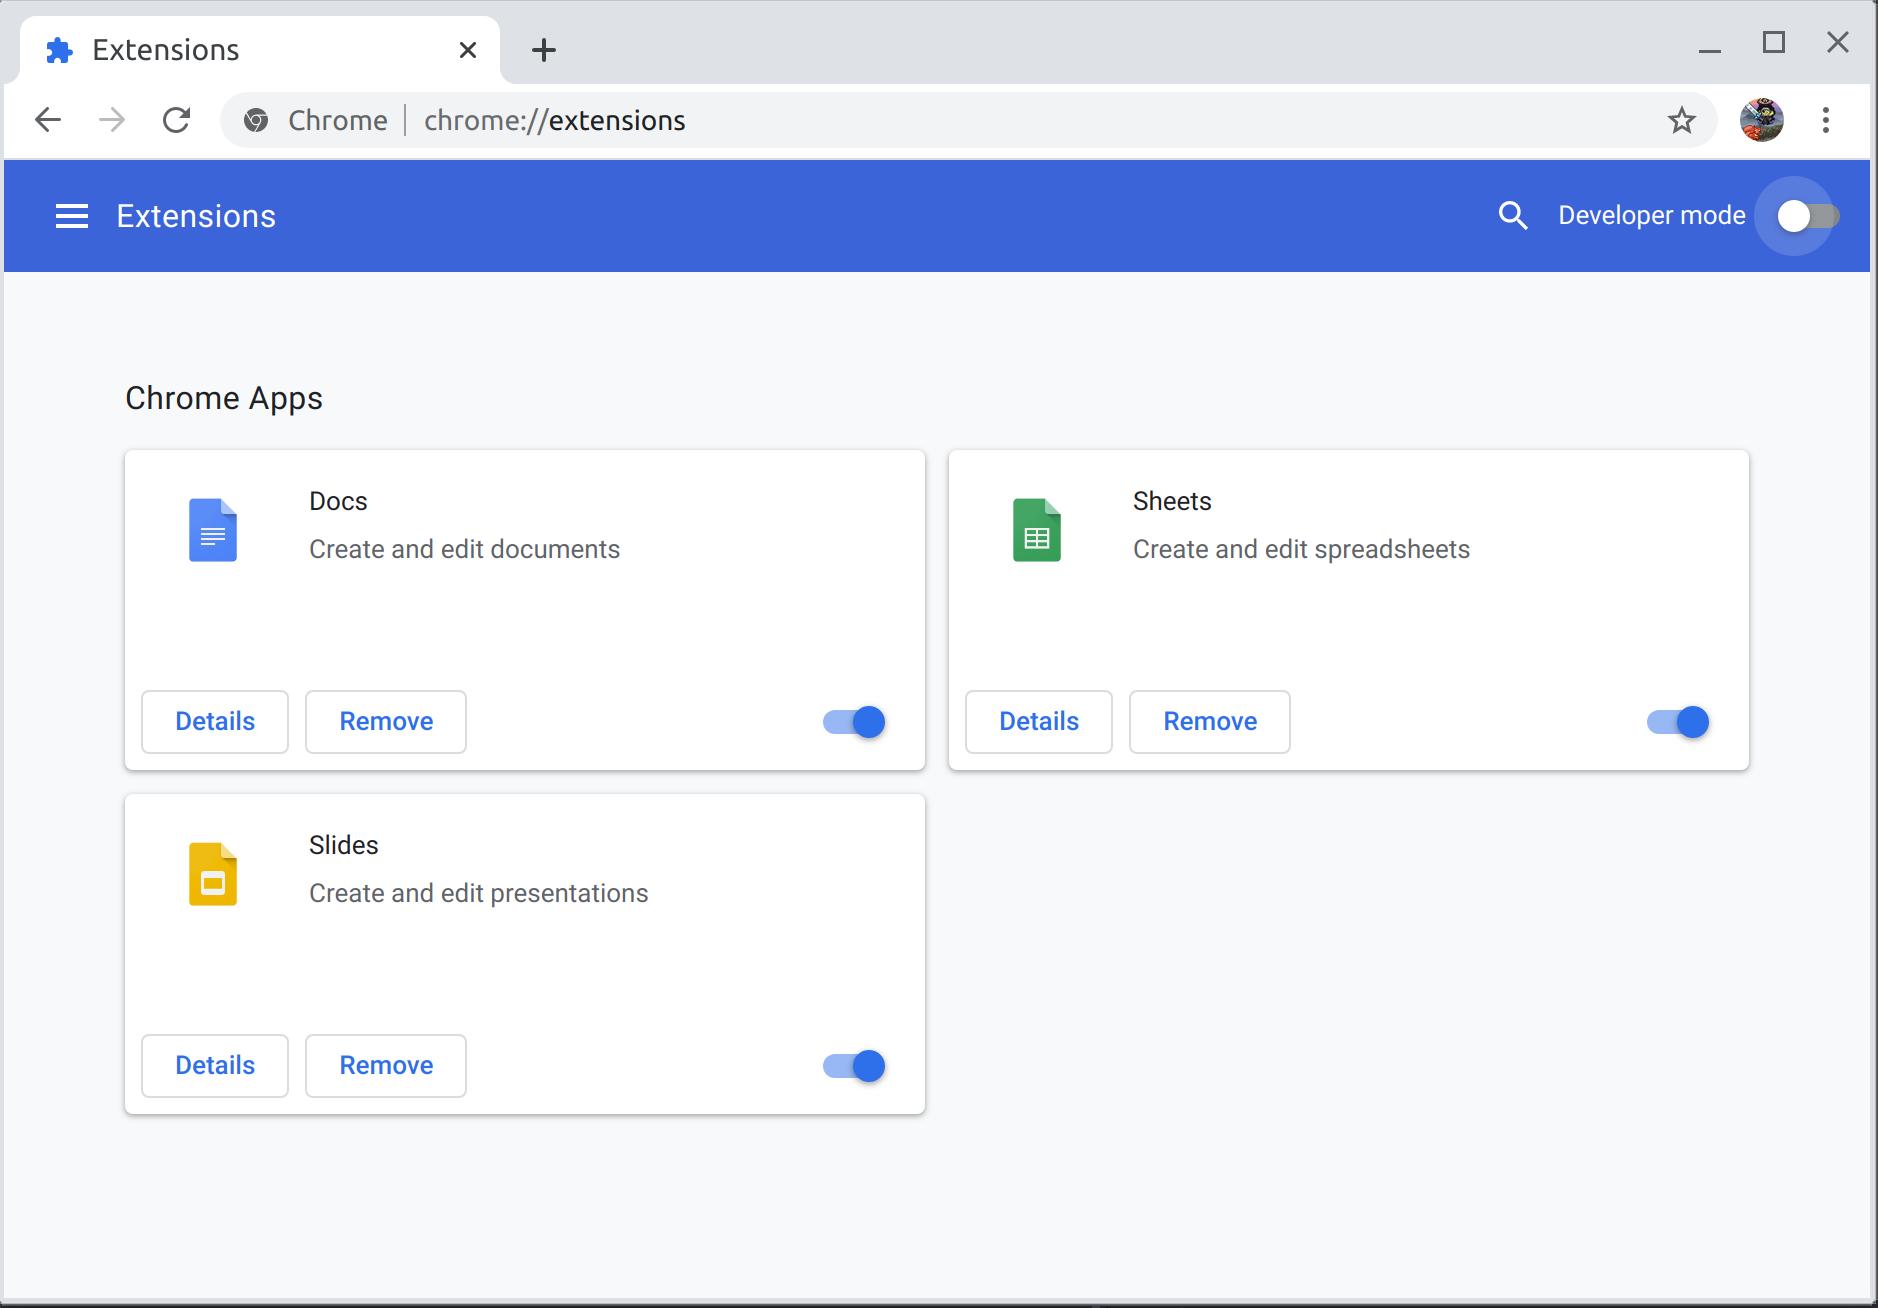 Extensions
Chrome | chrome://extensions
Extensions
Developer mode
Chrome Apps
Docs
Create and edit documents
Details
Remove
Sheets
Create and edit spreadsheets
Details
Remove
Slides
Create and edit presentations
Details
Remove